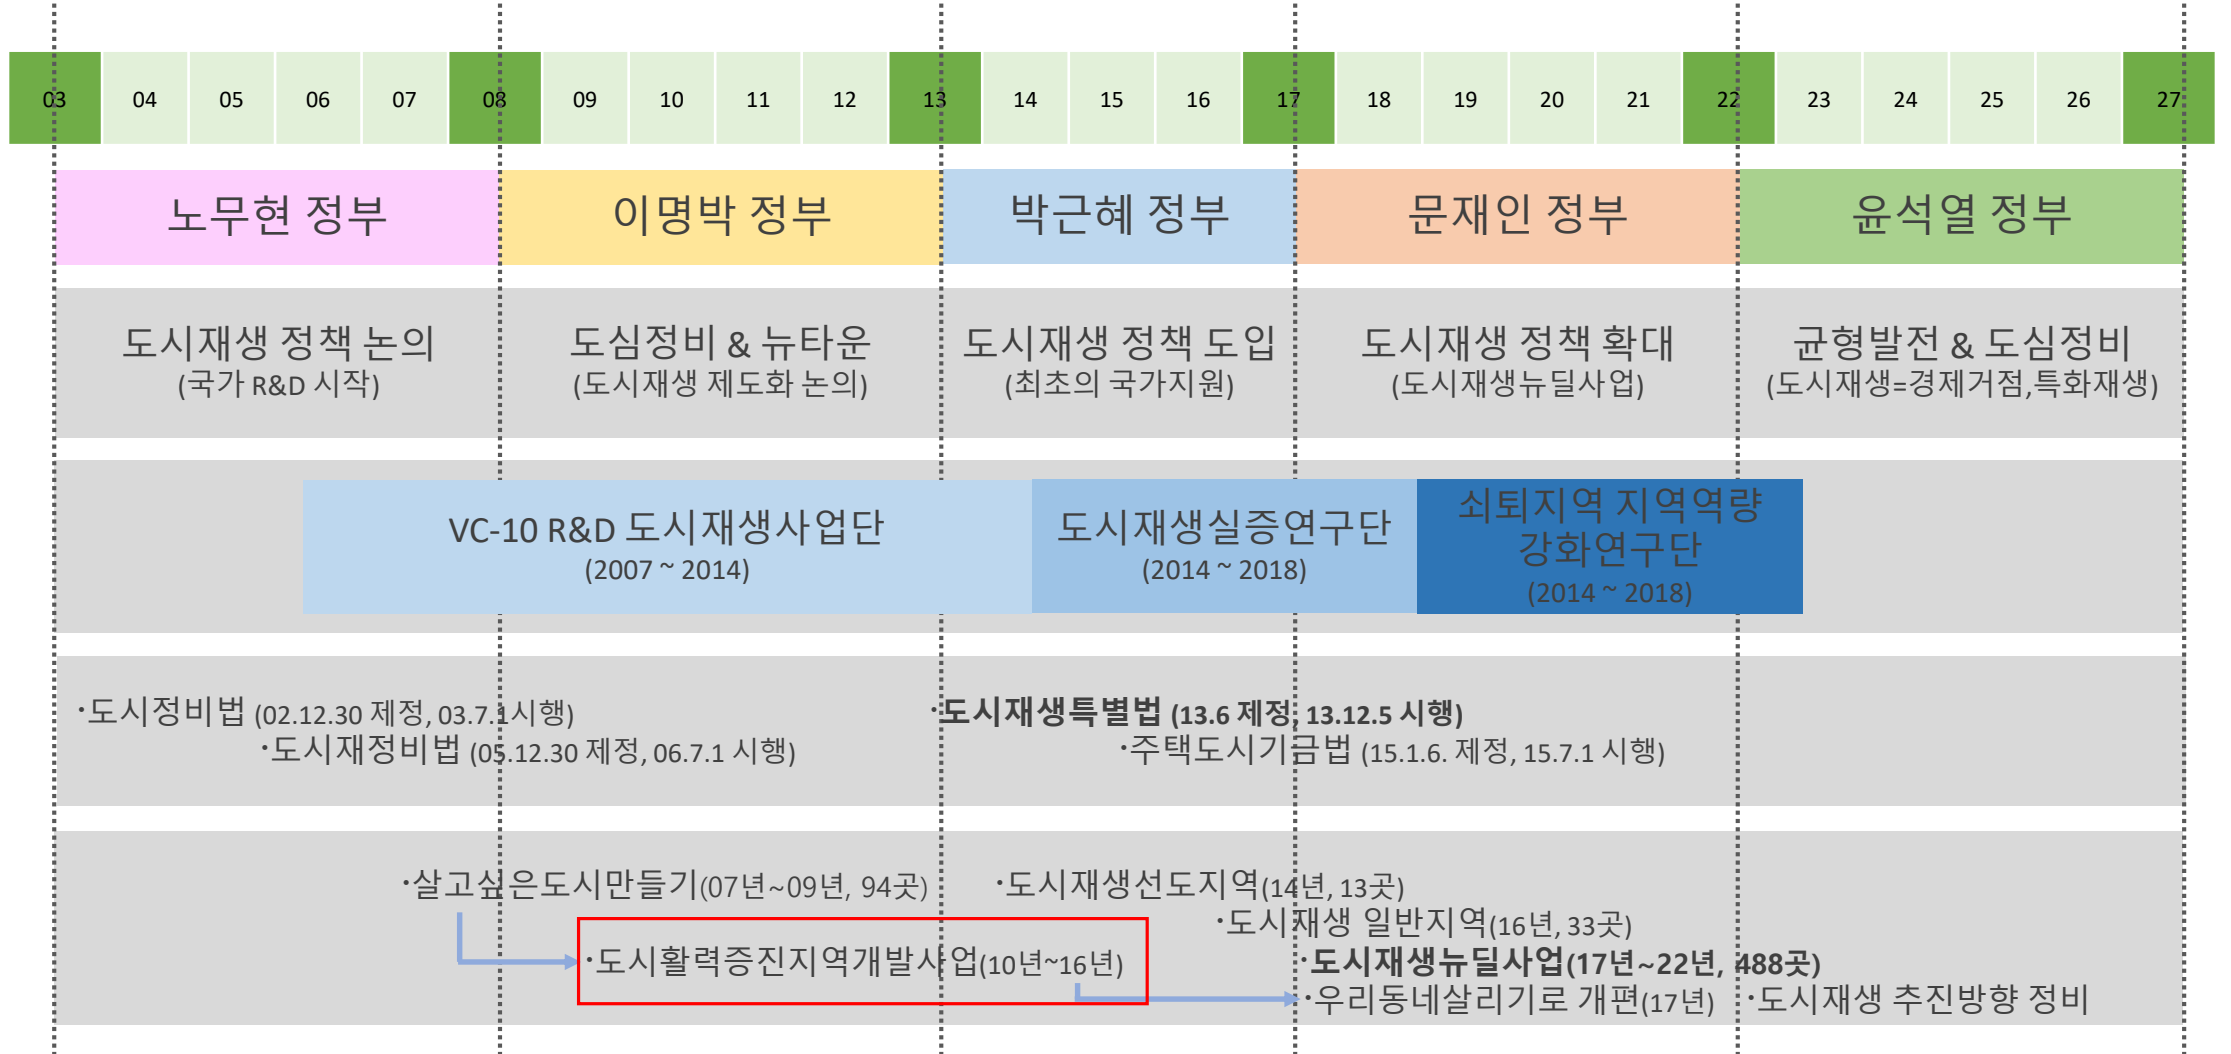 03 04 05 06 07 08 09 10 11 12 13 14 15 16 17 18 19 20 21 22 23 24 25 26 27
노무현 정부 이명박 정부 박근혜 정부 문재인 정부 윤석열 정부
도시재생 정책 논의 도심정비 & 뉴타운 도시재생 정책 도입 도시재생 정책 확대 균형발전 & 도심정비
(국가 R&D 시작) (도시재생 제도화 논의) (최초의 국가지원) (도시재생뉴딜사업) (도시재생=경제거점,특화재생)
VC-10 R&D 도시재생사업단
(2007 ~ 2014)
도시재생실증연구단
(2014 ~ 2018)
쇠퇴지역 지역역량
강화연구단
(2014 ~ 2018)
·도시정비법 (02.12.30 제정, 03.7.1시행)
·도시재정비법 (05.12.30 제정, 06.7.1 시행)
·도시재생특별법 (13.6 제정, 13.12.5 시행)
·주택도시기금법 (15.1.6. 제정, 15.7.1 시행)
·살고싶은도시만들기(07년~09년, 94곳)
·도시활력증진지역개발사업(10년~16년)
·도시재생선도지역(14년, 13곳)
·도시재생 일반지역(16년, 33곳)
·도시재생뉴딜사업(17년~22년, 488곳)
·우리동네살리기로 개편(17년)
·도시재생 추진방향 정비